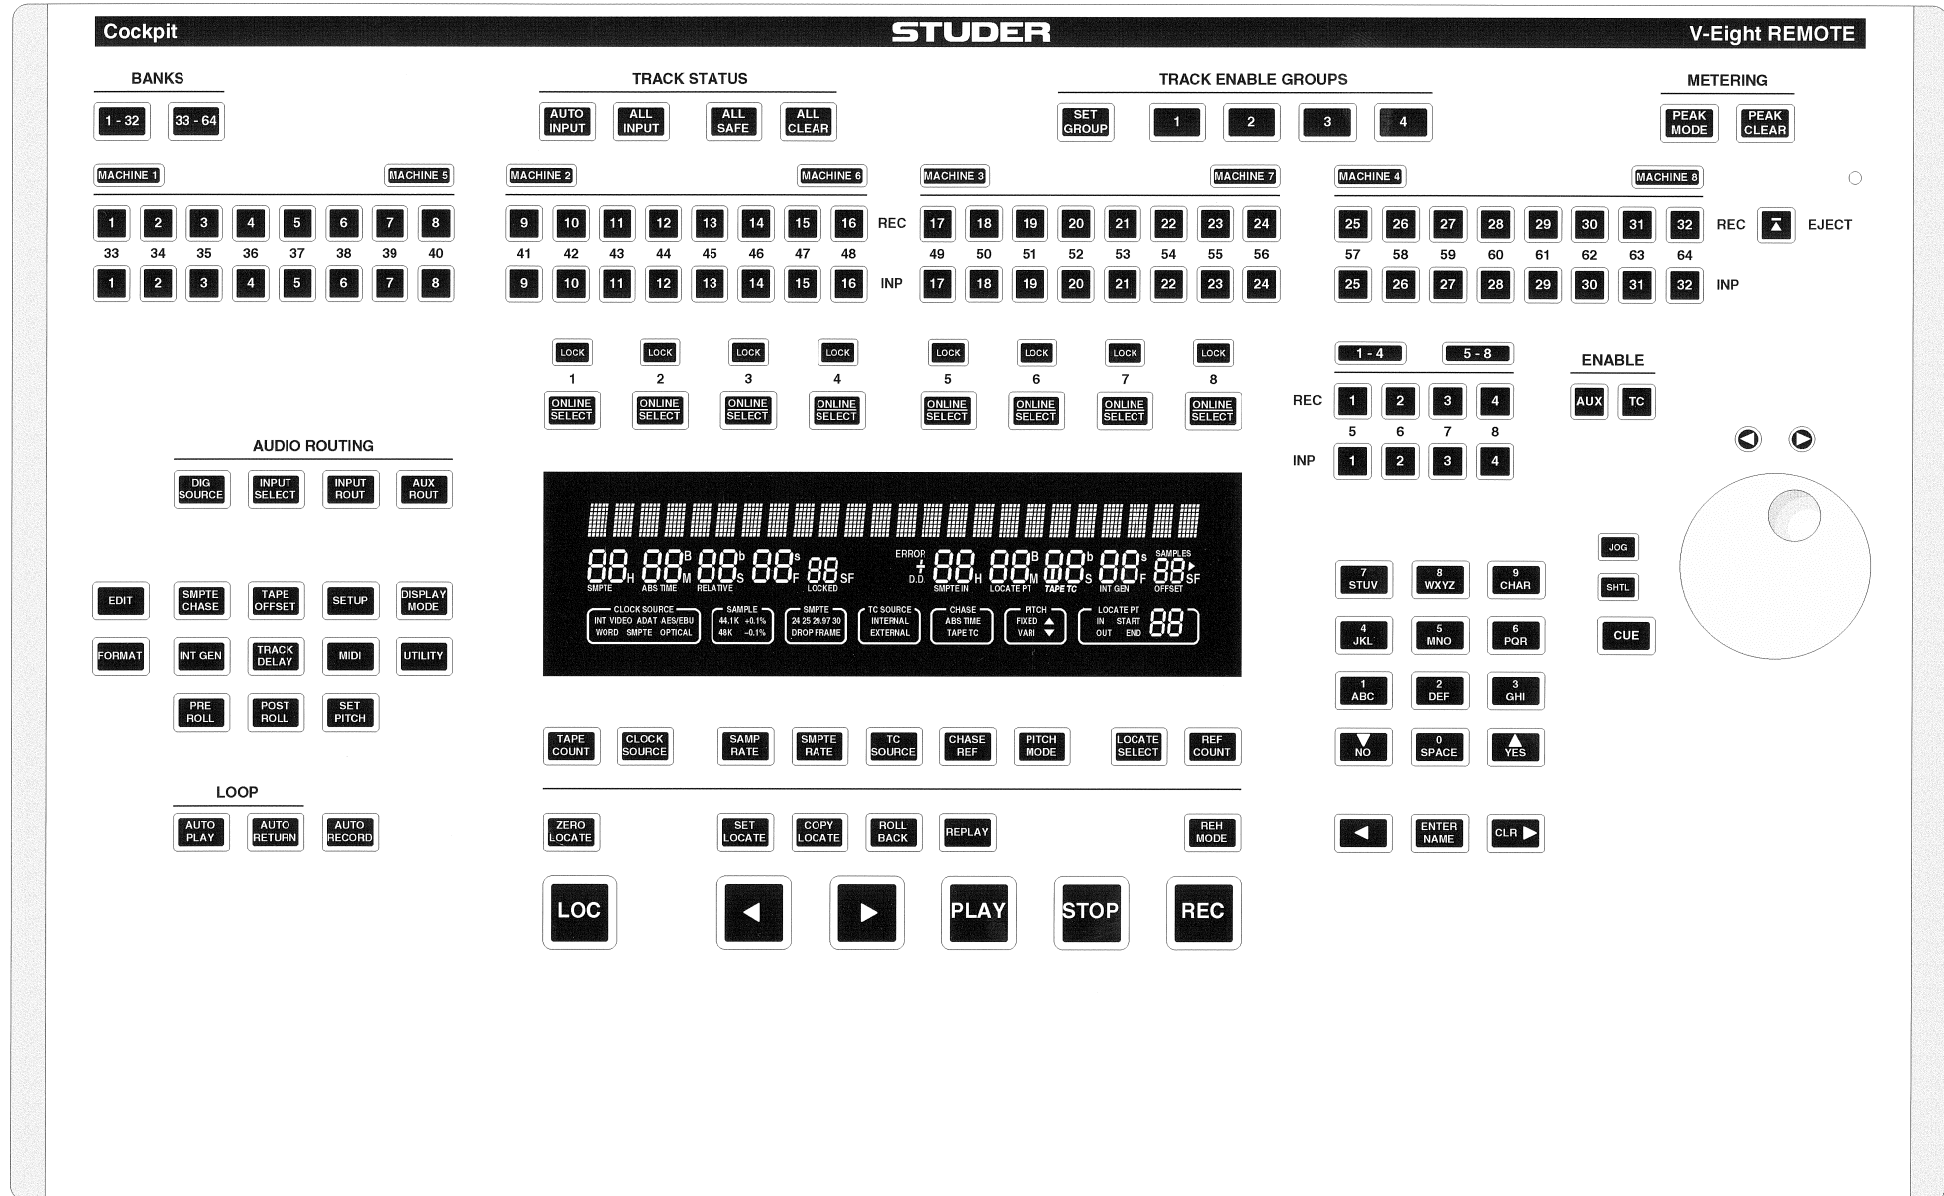 Cockpit STUDER V-Eight REMOTE
BANKS TRACK STATUS TRACK ENABLE GROUPS METERING
1 - 32 33 - 64 AUTO INPUT ALL INPUT ALL SAFE ALL CLEAR SET GROUP 1 2 3 4 PEAK MODE PEAK CLEAR
MACHINE 1 MACHINE 5 MACHINE 2 MACHINE 6 MACHINE 3 MACHINE 7 MACHINE 4 MACHINE 8
1 2 3 4 5 6 7 8 9 10 11 12 13 14 15 16 REC 17 18 19 20 21 22 23 24 25 26 27 28 29 30 31 32 REC EJECT
33 34 35 36 37 38 39 40 41 42 43 44 45 46 47 48 49 50 51 52 53 54 55 56 57 58 59 60 61 62 63 64
1 2 3 4 5 6 7 8 9 10 11 12 13 14 15 16 INP 17 18 19 20 21 22 23 24 25 26 27 28 29 30 31 32 INP
LOCK LOCK LOCK LOCK LOCK LOCK LOCK LOCK 1 - 4 5 - 8 ENABLE
1 2 3 4 5 6 7 8
ONLINE SELECT ONLINE SELECT ONLINE SELECT ONLINE SELECT ONLINE SELECT ONLINE SELECT ONLINE SELECT ONLINE SELECT REC 1 2 3 4 AUX TC
5 6 7 8
INP 1 2 3 4
AUDIO ROUTING
DIG SOURCE INPUT SELECT INPUT ROUT AUX ROUT
88 H 88 B M 88 b S 88 s F 88 SF ERROR + D.D. 88 H 88 B M 88 b S 88 s F SAMPLES 88 SF
SMPTE ABS TIME RELATIVE LOCKED SMPTE IN LOCATE PT TAPE TC INT GEN OFFSET
CLOCK SOURCE SAMPLE SMPTE TC SOURCE CHASE PITCH LOCATE PT
INT VIDEO ADAT AES/EBU 44.1K +0.1% 24 25 29.97 30 INTERNAL ABS TIME FIXED ▲ IN START 88
WORD SMPTE OPTICAL 48K –0.1% DROP FRAME EXTERNAL TAPE TC VARI ▼ OUT END
EDIT SMPTE CHASE TAPE OFFSET SETUP DISPLAY MODE
FORMAT INT GEN TRACK DELAY MIDI UTILITY
PRE ROLL POST ROLL SET PITCH
7 STUV 8 WXYZ 9 CHAR JOG
SHTL
4 JKL 5 MNO 6 PQR CUE
1 ABC 2 DEF 3 GHI
▼ NO 0 SPACE ▲ YES
TAPE COUNT CLOCK SOURCE SAMP RATE SMPTE RATE TC SOURCE CHASE REF PITCH MODE LOCATE SELECT REF COUNT
LOOP
AUTO PLAY AUTO RETURN AUTO RECORD ZERO LOCATE SET LOCATE COPY LOCATE ROLL BACK REPLAY REH MODE ◀ ENTER NAME CLR ▶
LOC ◀ ▶ PLAY STOP REC